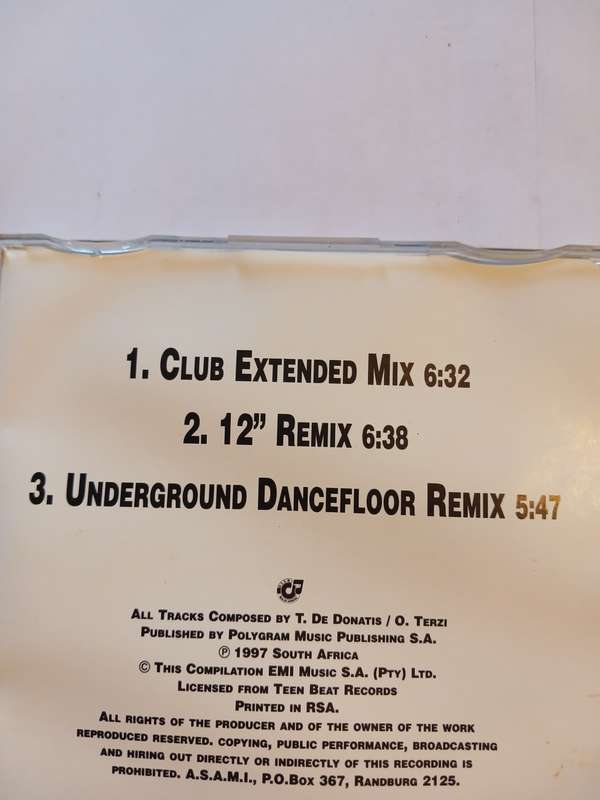 1. CLUB EXTENDED MIX 6:32
2. 12" REMIX 6:38
3. UNDERGROUND DANCEFLOOR REMIX 5:47
ALL TRACKS COMPOSED BY T. DE DONATIS / O. TERZI
PUBLISHED BY POLYGRAM MUSIC PUBLISHING S.A.
℗ 1997 SOUTH AFRICA
© THIS COMPILATION EMI MUSIC S.A. (PTY) LTD.
LICENSED FROM TEEN BEAT RECORDS
PRINTED IN RSA.
ALL RIGHTS OF THE PRODUCER AND OF THE OWNER OF THE WORK
REPRODUCED RESERVED. COPYING, PUBLIC PERFORMANCE, BROADCASTING
AND HIRING OUT DIRECTLY OR INDIRECTLY OF THIS RECORDING IS
PROHIBITED. A.S.A.M.I., P.O.BOX 367, RANDBURG 2125.